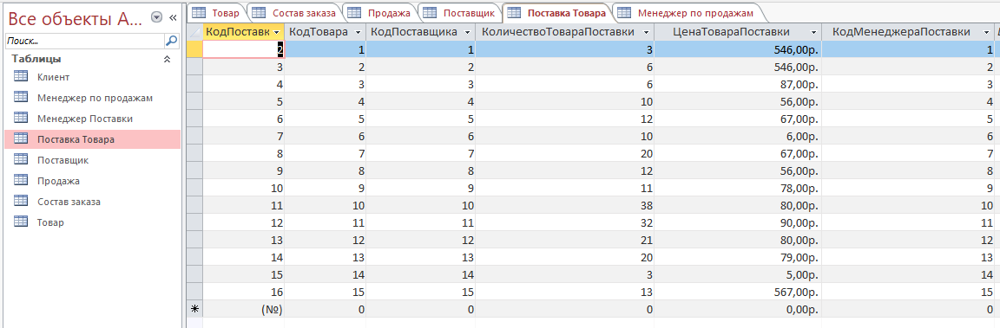 Все объекты A...
Поиск...
Таблицы
Клиент
Менеджер по продажам
Менеджер Поставки
Поставка Товара
Поставщик
Продажа
Состав заказа
Товар
Товар Состав заказа Продажа Поставщик Поставка Товара Менеджер по продажам
КодПоставк КодТовара КодПоставщика КоличествоТовараПоставки ЦенаТовараПоставки КодМенеджераПоставки
2 1 1 3 546,00р. 1
3 2 2 6 546,00р. 2
4 3 3 6 87,00р. 3
5 4 4 10 56,00р. 4
6 5 5 12 67,00р. 5
7 6 6 10 6,00р. 6
8 7 7 20 67,00р. 7
9 8 8 12 56,00р. 8
10 9 9 11 78,00р. 9
11 10 10 38 80,00р. 10
12 11 11 32 90,00р. 11
13 12 12 21 80,00р. 12
14 13 13 20 79,00р. 13
15 14 14 3 5,00р. 14
16 15 15 13 567,00р. 15
(№) 0 0 0 0,00р. 0